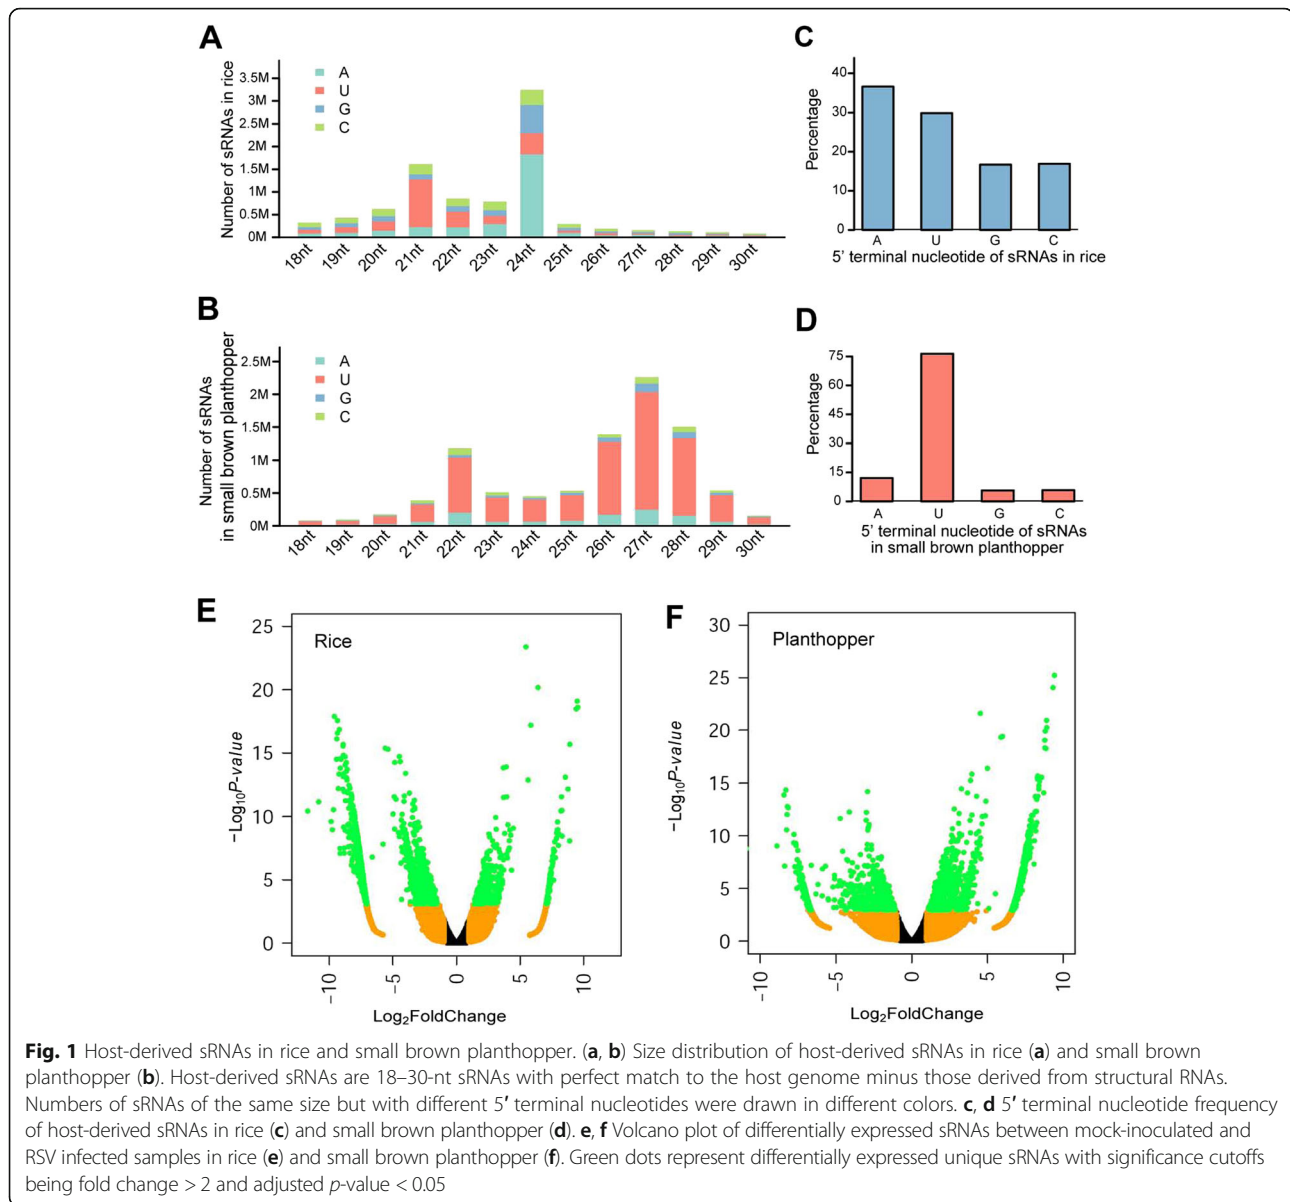 A
Number of sRNAs in rice
3.5M
3M
2.5M
2M
1.5M
1M
0.5M
0M
A
U
G
C
18nt 19nt 20nt 21nt 22nt 23nt 24nt 25nt 26nt 27nt 28nt 29nt 30nt
C
Percentage
40
30
20
10
0
A U G C
5' terminal nucleotide of sRNAs in rice
B
Number of sRNAs
in small brown planthopper
2.5M
2M
1.5M
1M
0.5M
0M
A
U
G
C
18nt 19nt 20nt 21nt 22nt 23nt 24nt 25nt 26nt 27nt 28nt 29nt 30nt
D
Percentage
75
60
45
30
15
0
A U G C
5' terminal nucleotide of sRNAs
in small brown planthopper
E
Rice
−Log10P-value
25
20
15
10
5
0
−10 −5 0 5 10
Log2FoldChange
F
Planthopper
−Log10P-value
30
25
20
15
10
5
0
−10 −5 0 5 10
Log2FoldChange
Fig. 1 Host-derived sRNAs in rice and small brown planthopper. (a, b) Size distribution of host-derived sRNAs in rice (a) and small brown
planthopper (b). Host-derived sRNAs are 18–30-nt sRNAs with perfect match to the host genome minus those derived from structural RNAs.
Numbers of sRNAs of the same size but with different 5′ terminal nucleotides were drawn in different colors. c, d 5′ terminal nucleotide frequency
of host-derived sRNAs in rice (c) and small brown planthopper (d). e, f Volcano plot of differentially expressed sRNAs between mock-inoculated and
RSV infected samples in rice (e) and small brown planthopper (f). Green dots represent differentially expressed unique sRNAs with significance cutoffs
being fold change > 2 and adjusted p-value < 0.05